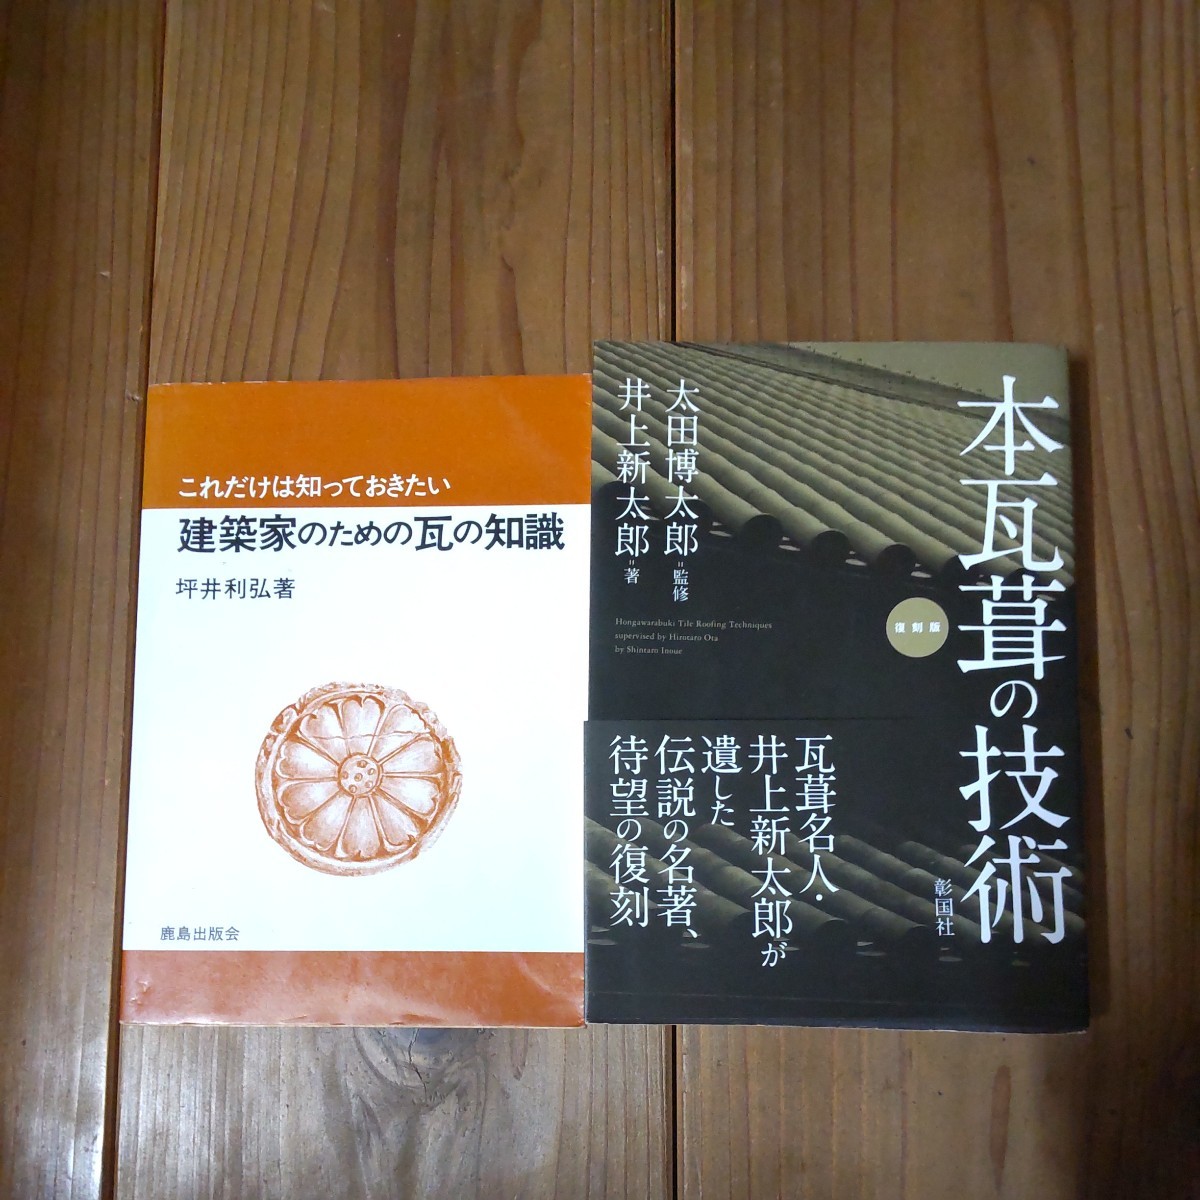 これだけは知っておきたい
建築家のための瓦の知識
坪井利弘著
鹿島出版会
本瓦葺の技術
復刻版
太田博太郎=監修
井上新太郎=著
Hongawarabuki Tile Roofing Techniques
supervised by Hirotaro Ota
by Shintaro Inoue
瓦葺名人・
井上新太郎が
遺した
伝説の名著、
待望の復刻
彰国社